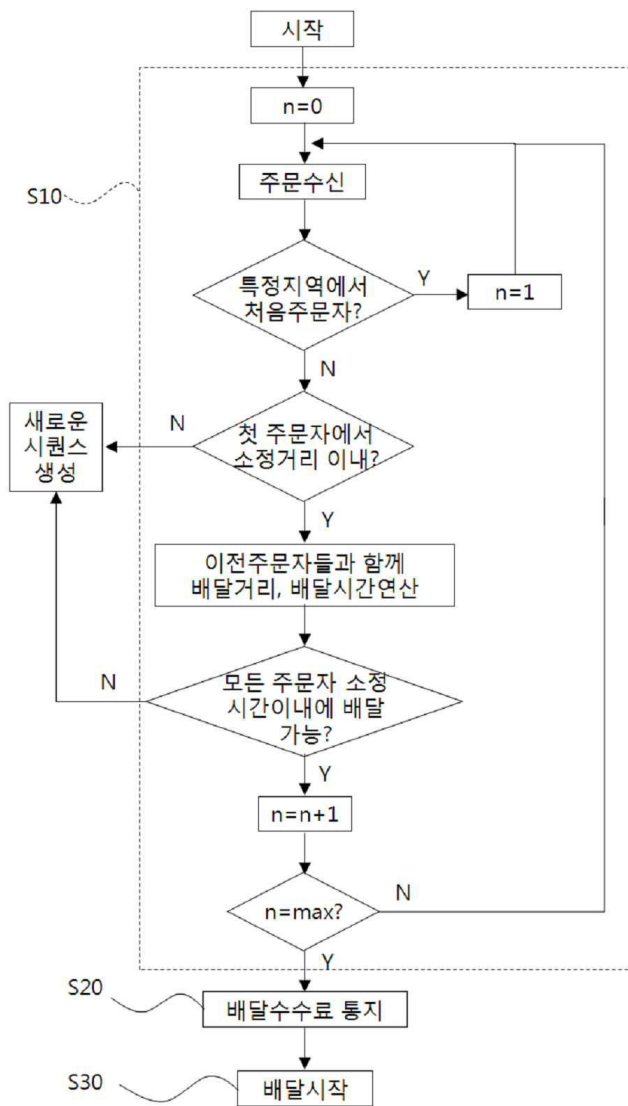 시작
n=0
주문수신
S10
특정지역에서
처음주문자?
Y
n=1
N
새로운
시퀀스
생성
N
첫 주문자에서
소정거리 이내?
Y
이전주문자들과 함께
배달거리, 배달시간연산
N
모든 주문자 소정
시간이내에 배달
가능?
Y
n=n+1
n=max?
N
Y
S20
배달수수료 통지
S30
배달시작